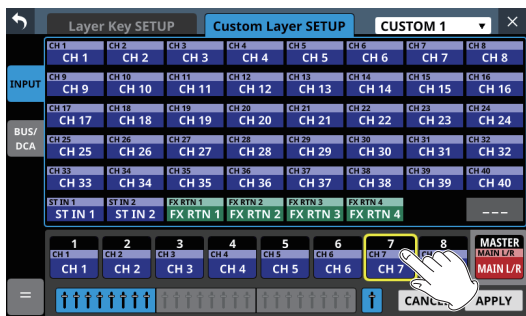 Layer Key SETUP Custom Layer SETUP CUSTOM 1
CH 1 CH 2 CH 3 CH 4 CH 5 CH 6 CH 7 CH 8
CH 1 CH 2 CH 3 CH 4 CH 5 CH 6 CH 7 CH 8
INPUT
CH 9 CH 10 CH 11 CH 12 CH 13 CH 14 CH 15 CH 16
CH 9 CH 10 CH 11 CH 12 CH 13 CH 14 CH 15 CH 16
CH 17 CH 18 CH 19 CH 20 CH 21 CH 22 CH 23 CH 24
CH 17 CH 18 CH 19 CH 20 CH 21 CH 22 CH 23 CH 24
BUS/
DCA
CH 25 CH 26 CH 27 CH 28 CH 29 CH 30 CH 31 CH 32
CH 25 CH 26 CH 27 CH 28 CH 29 CH 30 CH 31 CH 32
CH 33 CH 34 CH 35 CH 36 CH 37 CH 38 CH 39 CH 40
CH 33 CH 34 CH 35 CH 36 CH 37 CH 38 CH 39 CH 40
ST IN 1 ST IN 2 FX RTN 1 FX RTN 2 FX RTN 3 FX RTN 4
ST IN 1 ST IN 2 FX RTN 1 FX RTN 2 FX RTN 3 FX RTN 4 ---
1 2 3 4 5 6 7 8 MASTER
CH 1 CH 2 CH 3 CH 4 CH 5 CH 6 CH 7 MAIN L/R
CH 1 CH 2 CH 3 CH 4 CH 5 CH 6 CH 7 MAIN L/R
APPLY